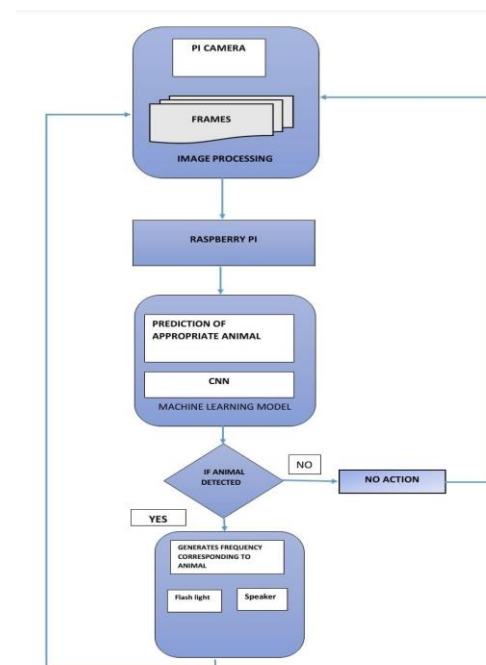 PI CAMERA
FRAMES
IMAGE PROCESSING
RASPBERRY PI
PREDICTION OF
APPROPRIATE ANIMAL
CNN
MACHINE LEARNING MODEL
IF ANIMAL
DETECTED
NO
NO ACTION
YES
GENERATES FREQUENCY
CORRESPONDING TO
ANIMAL
Flash light
Speaker